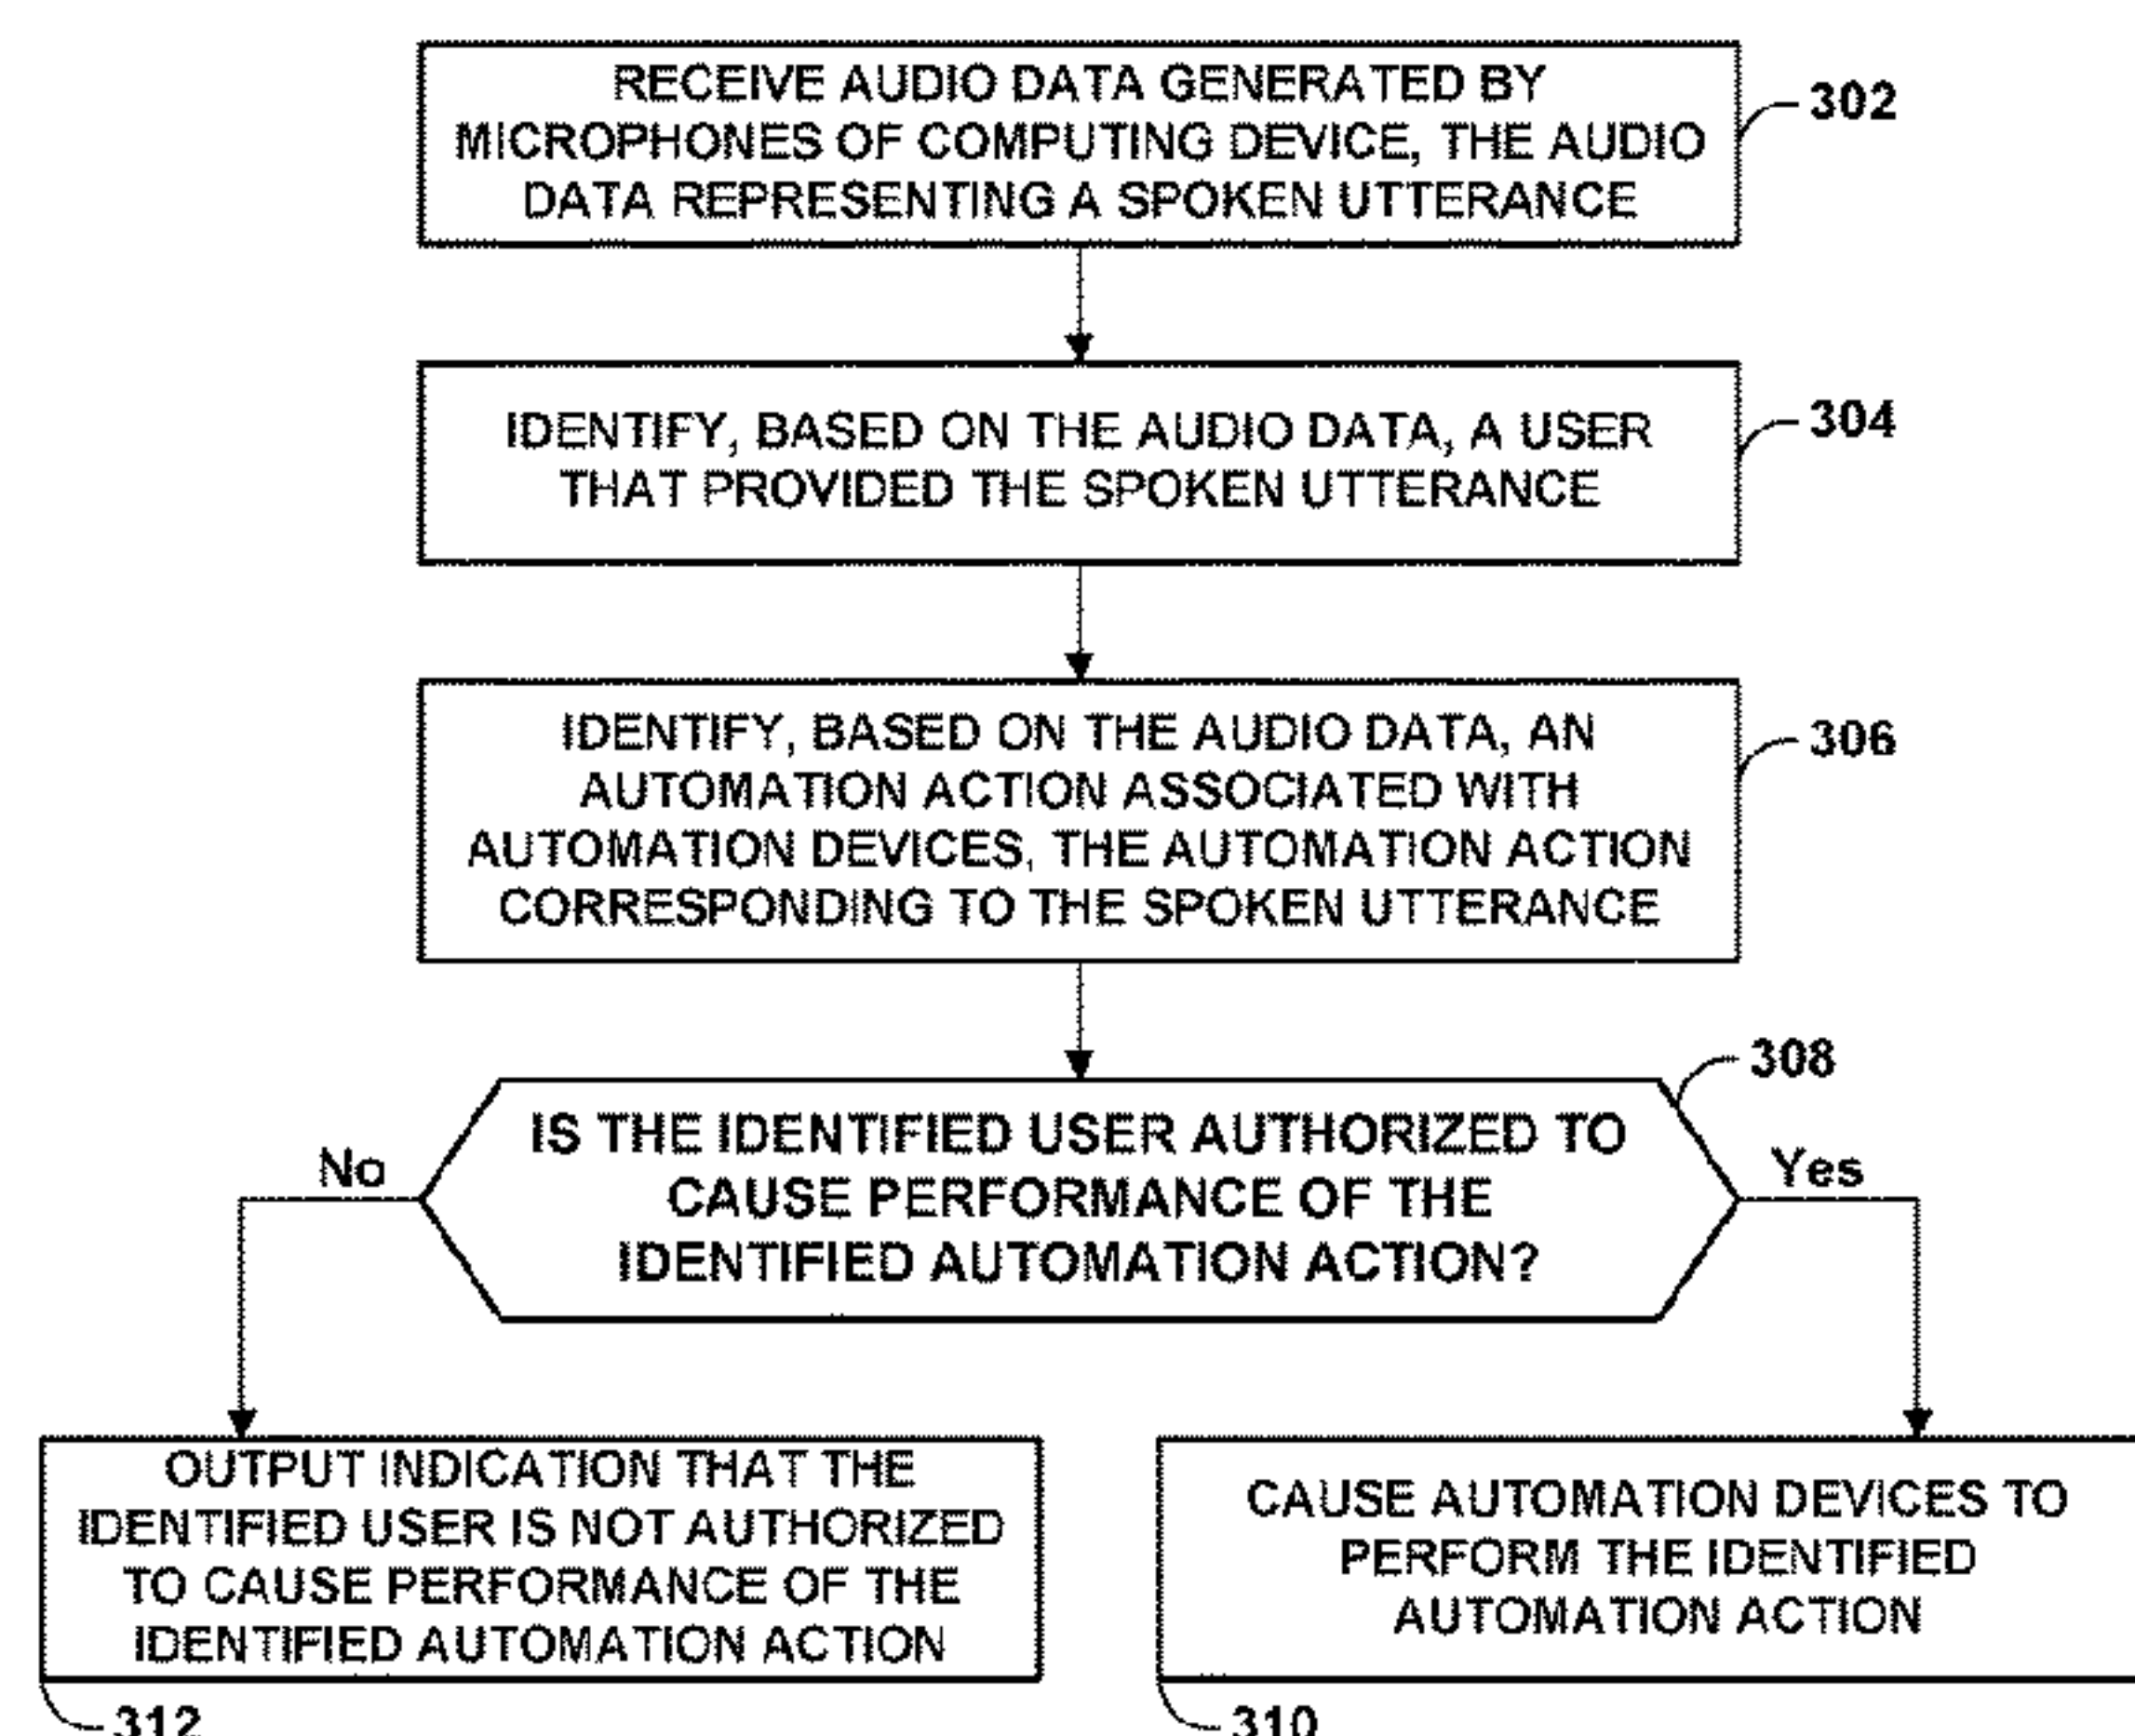 RECEIVE AUDIO DATA GENERATED BY
MICROPHONES OF COMPUTING DEVICE, THE AUDIO
DATA REPRESENTING A SPOKEN UTTERANCE
302
IDENTIFY, BASED ON THE AUDIO DATA, A USER
THAT PROVIDED THE SPOKEN UTTERANCE
304
IDENTIFY, BASED ON THE AUDIO DATA, AN
AUTOMATION ACTION ASSOCIATED WITH
AUTOMATION DEVICES, THE AUTOMATION ACTION
CORRESPONDING TO THE SPOKEN UTTERANCE
306
308
IS THE IDENTIFIED USER AUTHORIZED TO
CAUSE PERFORMANCE OF THE
IDENTIFIED AUTOMATION ACTION?
No
Yes
OUTPUT INDICATION THAT THE
IDENTIFIED USER IS NOT AUTHORIZED
TO CAUSE PERFORMANCE OF THE
IDENTIFIED AUTOMATION ACTION
312
CAUSE AUTOMATION DEVICES TO
PERFORM THE IDENTIFIED
AUTOMATION ACTION
310